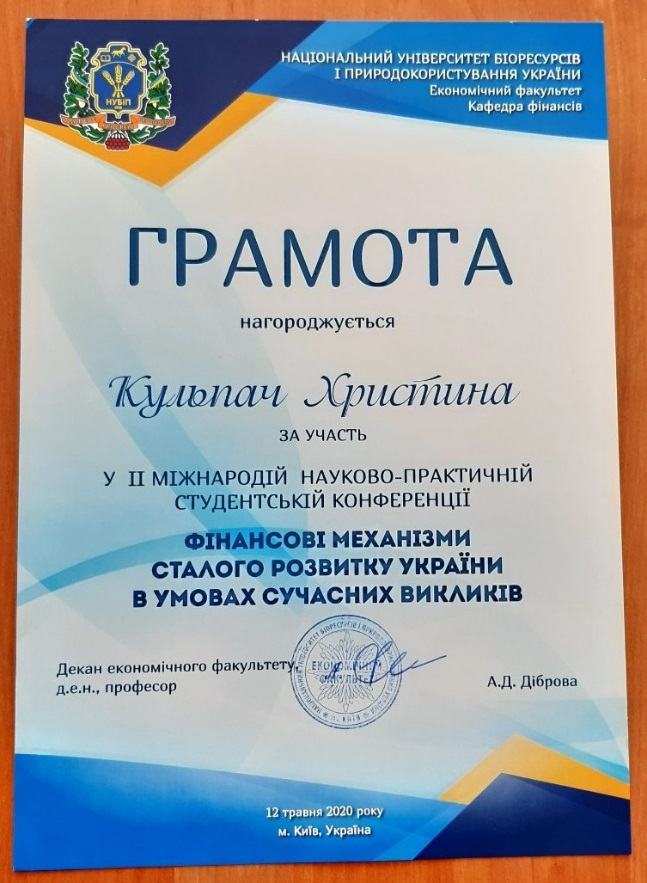 НАЦІОНАЛЬНИЙ УНІВЕРСИТЕТ БІОРЕСУРСІВ
І ПРИРОДОКОРИСТУВАННЯ УКРАЇНИ
Економічний факультет
Кафедра фінансів
НУБІП
ГРАМОТА
нагороджується
Кульпач Христина
ЗА УЧАСТЬ
У ІІ МІЖНАРОДІЙ НАУКОВО-ПРАКТИЧНІЙ
СТУДЕНТСЬКІЙ КОНФЕРЕНЦІЇ
ФІНАНСОВІ МЕХАНІЗМИ
СТАЛОГО РОЗВИТКУ УКРАЇНИ
В УМОВАХ СУЧАСНИХ ВИКЛИКІВ
Декан економічного факультету,
д.е.н., професор
ЕКОНОМІЧНИЙ
ФАКУЛЬТЕТ
А.Д. Діброва
12 травня 2020 року
м. Київ, Україна